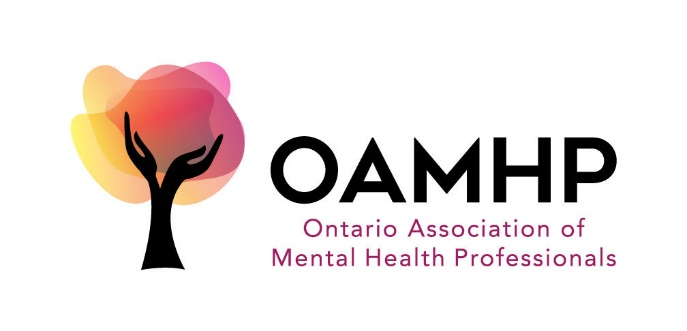 OAMHP
Ontario Association of
Mental Health Professionals